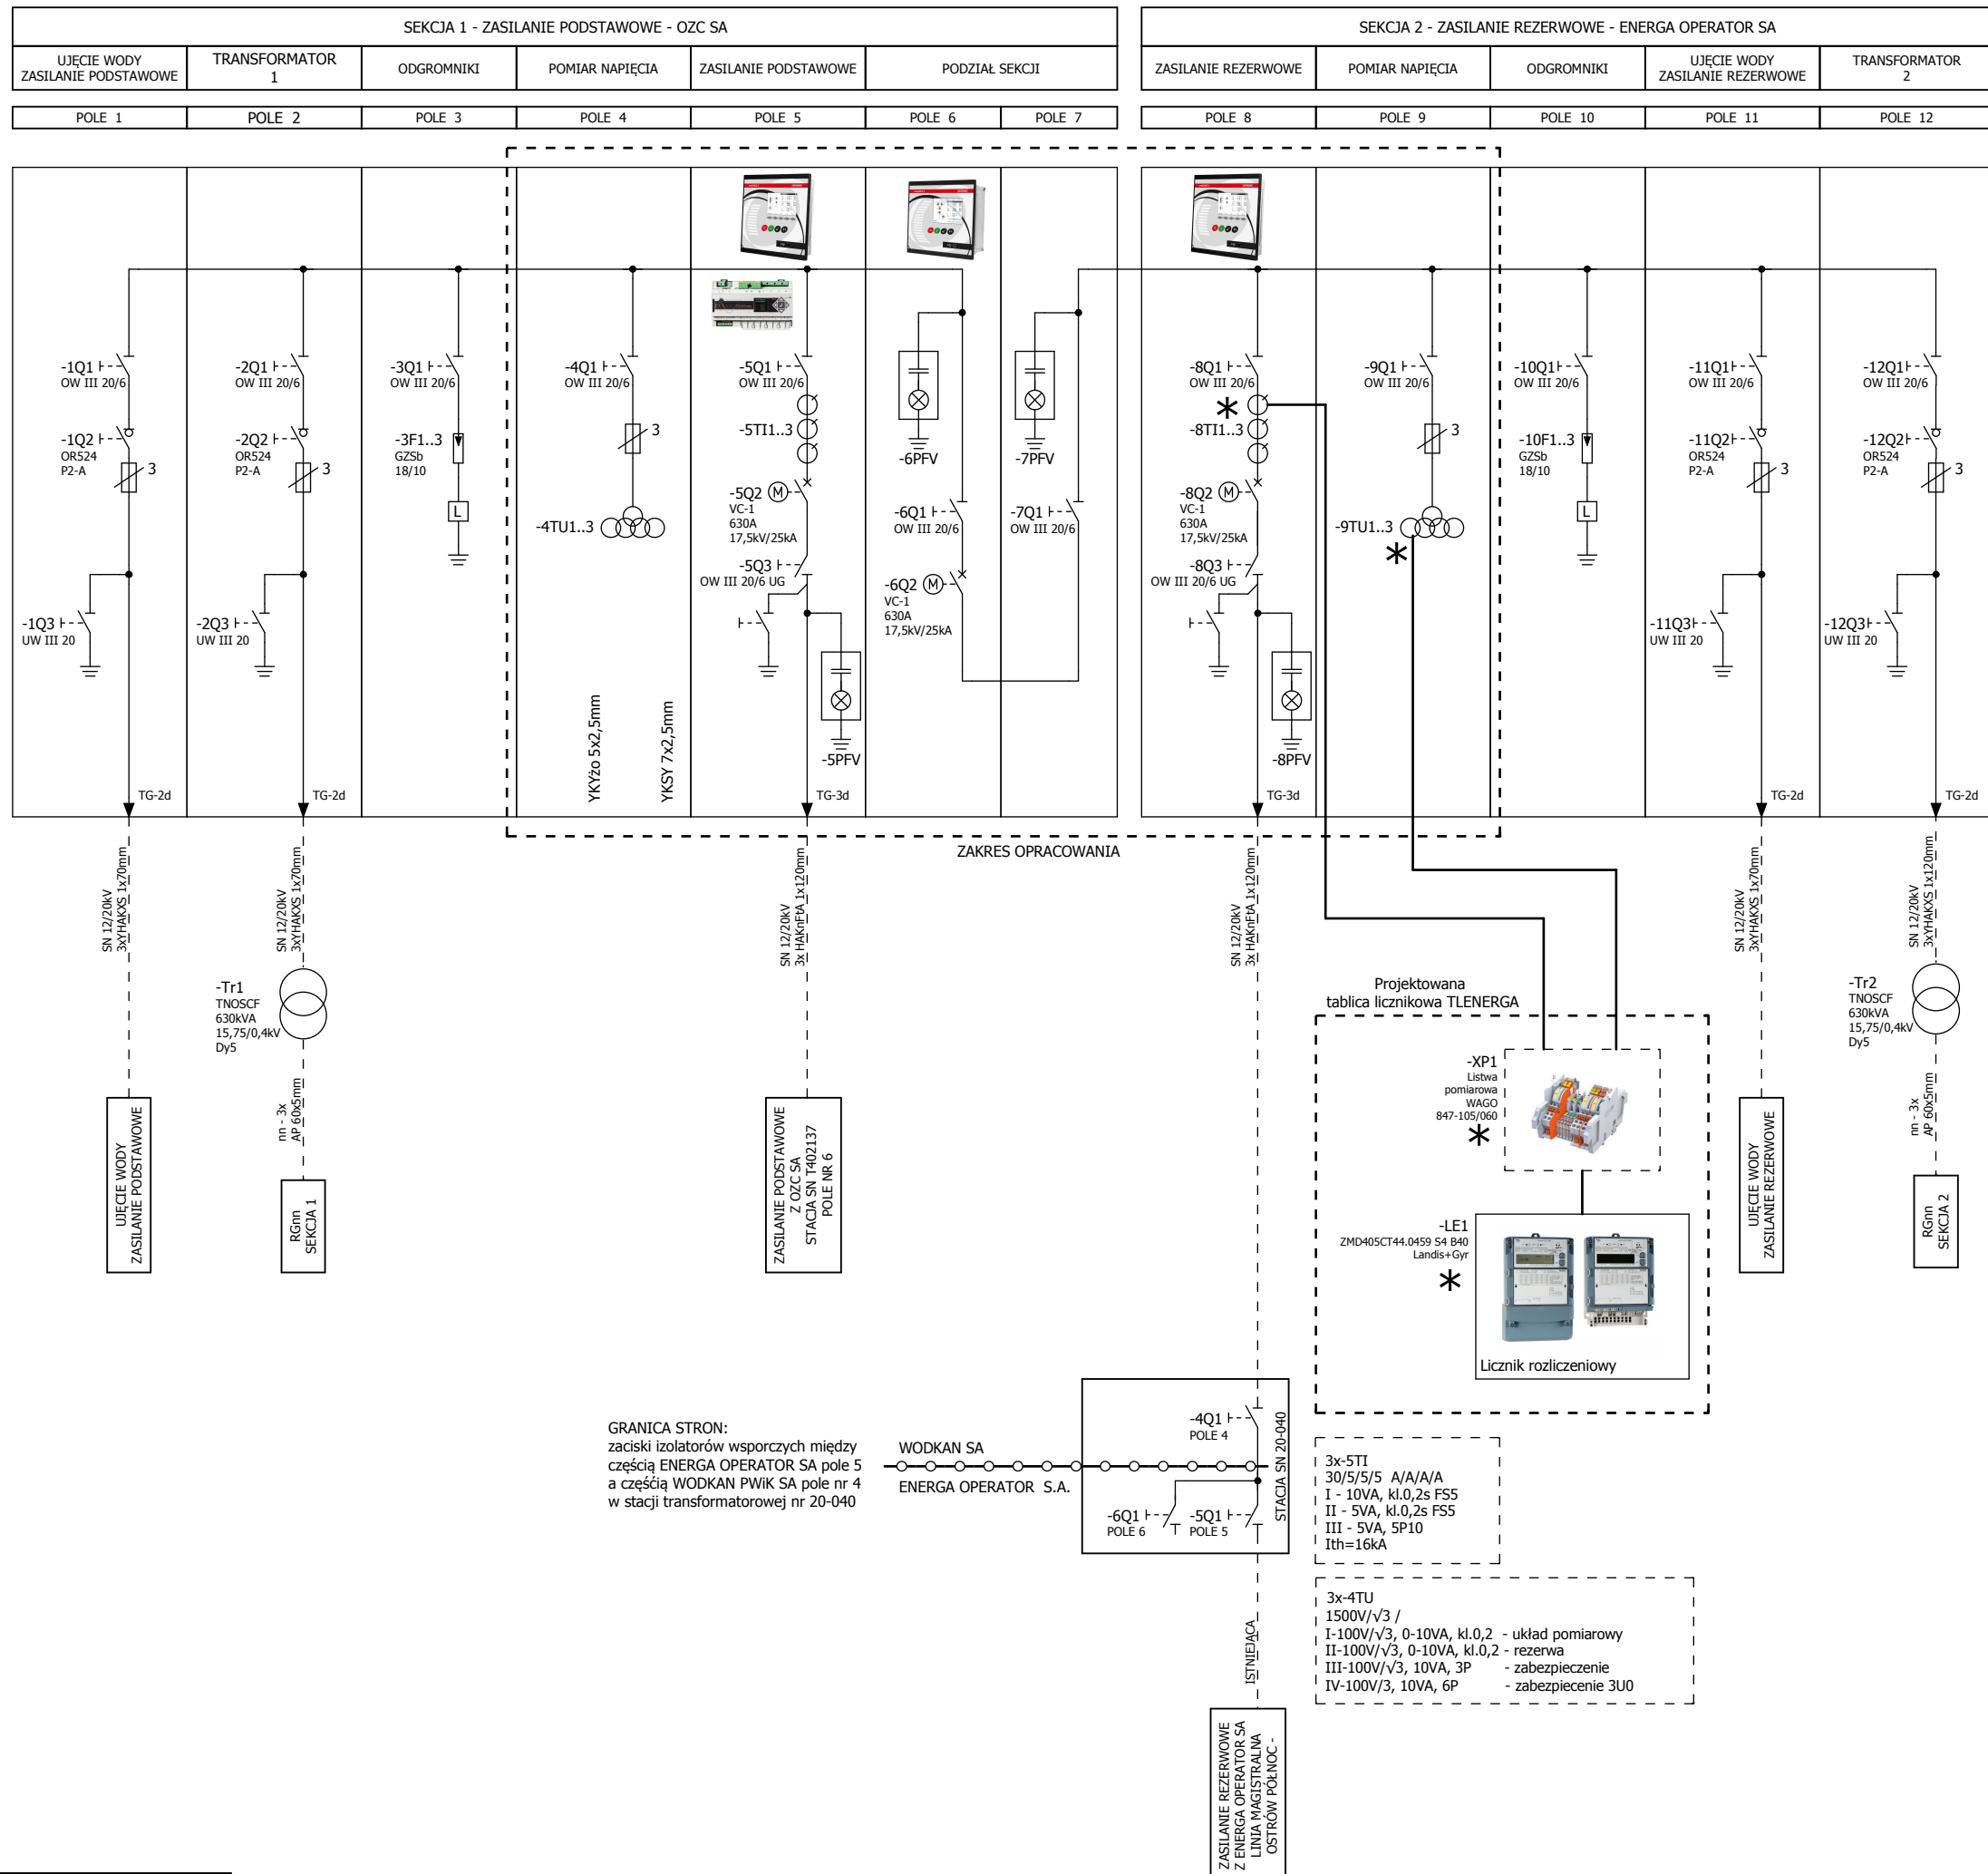 SEKCJA 1 - ZASILANIE PODSTAWOWE - OZC SA
SEKCJA 2 - ZASILANIE REZERWOWE - ENERGA OPERATOR SA
UJĘCIE WODY
ZASILANIE PODSTAWOWE
TRANSFORMATOR
1
ODGROMNIKI
POMIAR NAPIĘCIA
ZASILANIE PODSTAWOWE
PODZIAŁ SEKCJI
ZASILANIE REZERWOWE
POMIAR NAPIĘCIA
ODGROMNIKI
UJĘCIE WODY
ZASILANIE REZERWOWE
TRANSFORMATOR
2
POLE 1
POLE 2
POLE 3
POLE 4
POLE 5
POLE 6
POLE 7
POLE 8
POLE 9
POLE 10
POLE 11
POLE 12
-1Q1
OW III 20/6
-1Q2
OR524
P2-A
3
-1Q3
UW III 20
TG-2d
-2Q1
OW III 20/6
-2Q2
OR524
P2-A
3
-2Q3
UW III 20
TG-2d
-3Q1
OW III 20/6
-3F1..3
GZSb
18/10
L
-4Q1
OW III 20/6
3
-4TU1..3
YKYżo 5x2,5mm
YKSY 7x2,5mm
-5Q1
OW III 20/6
-5TI1..3
-5Q2
M
VC-1
630A
17,5kV/25kA
-5Q3
OW III 20/6 UG
-5PFV
TG-3d
-6PFV
-6Q1
OW III 20/6
-6Q2
M
VC-1
630A
17,5kV/25kA
-7PFV
-7Q1
OW III 20/6
-8Q1
OW III 20/6
*
-8TI1..3
-8Q2
M
VC-1
630A
17,5kV/25kA
-8Q3
OW III 20/6 UG
-8PFV
TG-3d
-9Q1
OW III 20/6
3
-9TU1..3
*
-10Q1
OW III 20/6
-10F1..3
GZSb
18/10
L
-11Q1
OW III 20/6
-11Q2
OR524
P2-A
3
-11Q3
UW III 20
TG-2d
-12Q1
OW III 20/6
-12Q2
OR524
P2-A
3
-12Q3
UW III 20
TG-2d
ZAKRES OPRACOWANIA
SN 12/20kV
3xYHAKXS 1x70mm
SN 12/20kV
3xYHAKXS 1x70mm
SN 12/20kV
3x HAKnFtA 1x120mm
SN 12/20kV
3x HAKnFtA 1x120mm
SN 12/20kV
3xYHAKXS 1x70mm
SN 12/20kV
3xYHAKXS 1x120mm
-Tr1
TNOSCF
630kVA
15,75/0,4kV
Dy5
nn - 3x
AP 60x5mm
-Tr2
TNOSCF
630kVA
15,75/0,4kV
Dy5
nn - 3x
AP 60x5mm
UJĘCIE WODY
ZASILANIE PODSTAWOWE
RGnn
SEKCJA 1
ZASILANIE PODSTAWOWE
Z OZC SA
STACJA SN T402137
POLE NR 6
UJĘCIE WODY
ZASILANIE REZERWOWE
RGnn
SEKCJA 2
Projektowana
tablica licznikowa TLENERGA
-XP1
Listwa
pomiarowa
WAGO
847-105/060
*
-LE1
ZMD405CT44.0459 S4 B40
Landis+Gyr
*
Licznik rozliczeniowy
GRANICA STRON:
zaciski izolatorów wsporczych między
częścią ENERGA OPERATOR SA pole 5
a częśćią WODKAN PWiK SA pole nr 4
w stacji transformatorowej nr 20-040
WODKAN SA
ENERGA OPERATOR S.A.
-4Q1
POLE 4
-6Q1
POLE 6
-5Q1
POLE 5
STACJA SN 20-040
3x-5TI
30/5/5/5 A/A/A/A
I - 10VA, kl.0,2s FS5
II - 5VA, kl.0,2s FS5
III - 5VA, 5P10
Ith=16kA
3x-4TU
1500V/√3 /
I-100V/√3, 0-10VA, kl.0,2 - układ pomiarowy
II-100V/√3, 0-10VA, kl.0,2 - rezerwa
III-100V/√3, 10VA, 3P - zabezpieczenie
IV-100V/3, 10VA, 6P - zabezpiecenie 3U0
ISTNIEJĄCA
ZASILANIE REZERWOWE
Z ENERGA OPERATOR SA
LINIA MAGISTRALNA
OSTRÓW PÓŁNOC -